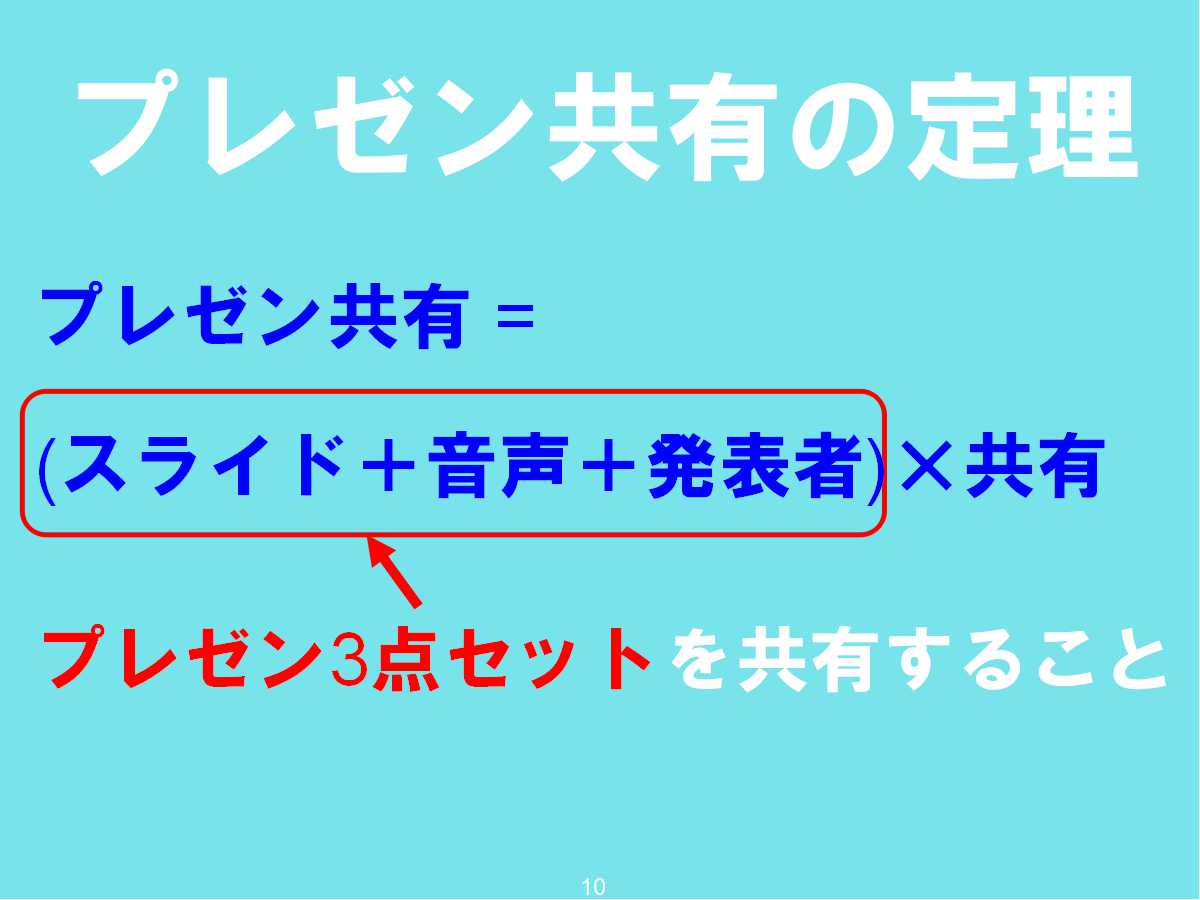 プレゼン共有の定理
プレゼン共有 =
(スライド＋音声＋発表者)×共有
プレゼン3点セットを共有すること
10